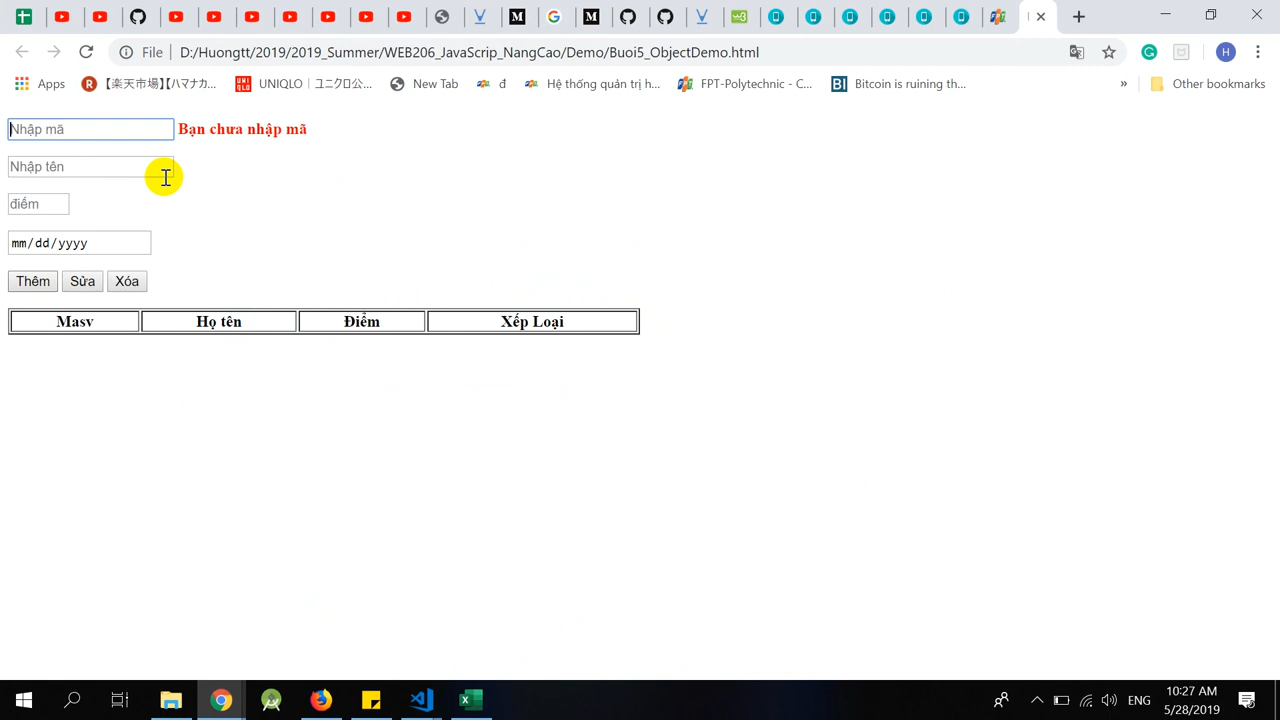 File D:/Huongtt/2019/2019_Summer/WEB206_JavaScrip_NangCao/Demo/Buoi5_ObjectDemo.html
H
Apps 【楽天市場】【ハマナカ... UNIQLO｜ユニクロ公... New Tab đ Hệ thống quản trị h... FPT-Polytechnic - C... BI Bitcoin is ruining th... » Other bookmarks
Nhập mã Bạn chưa nhập mã
Nhập tên
điểm
mm/dd/yyyy
Thêm Sửa Xóa
Masv Họ tên Điểm Xếp Loại
10:27 AM
ENG
5/28/2019